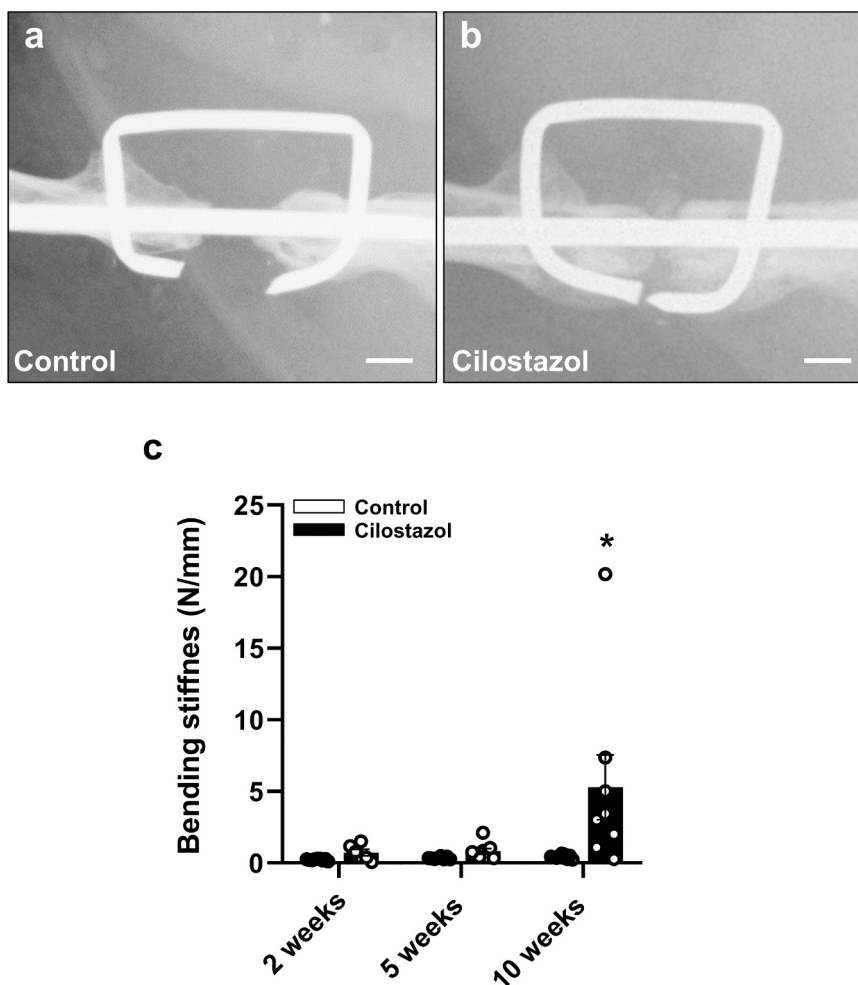 a
b
Control
Cilostazol
c
Bending stiffnes (N/mm)
25
20
15
10
5
0
Control
Cilostazol
*
2 weeks
5 weeks
10 weeks